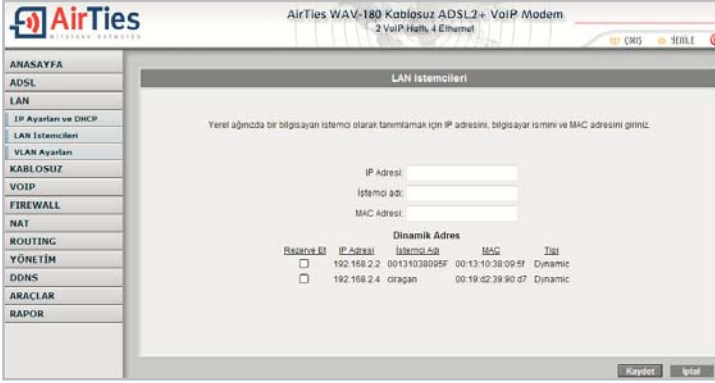 AirTies
wireless networks
AirTies WAV-180 Kablosuz ADSL2+ VoIP Modem
2 VoIP Hattı, 4 Ethernet
ÇIKIŞ YENİLE
ANASAYFA
ADSL
LAN
IP Ayarları ve DHCP
LAN İstemcileri
VLAN Ayarları
KABLOSUZ
VOIP
FIREWALL
NAT
ROUTING
YÖNETİM
DDNS
ARAÇLAR
RAPOR
LAN İstemcileri
Yerel ağınızda bir bilgisayarı istemci olarak tanımlamak için IP adresini, bilgisayar ismini ve MAC adresini giriniz.
IP Adresi:
İstemci adı:
MAC Adresi:
Dinamik Adres
Rezerve Et IP Adresi İstemci Adı MAC Tipi
192.168.2.2 00131038095F 00:13:10:38:09:5f Dynamic
192.168.2.4 ciragan 00:19:d2:39:90:d7 Dynamic
Kaydet İptal